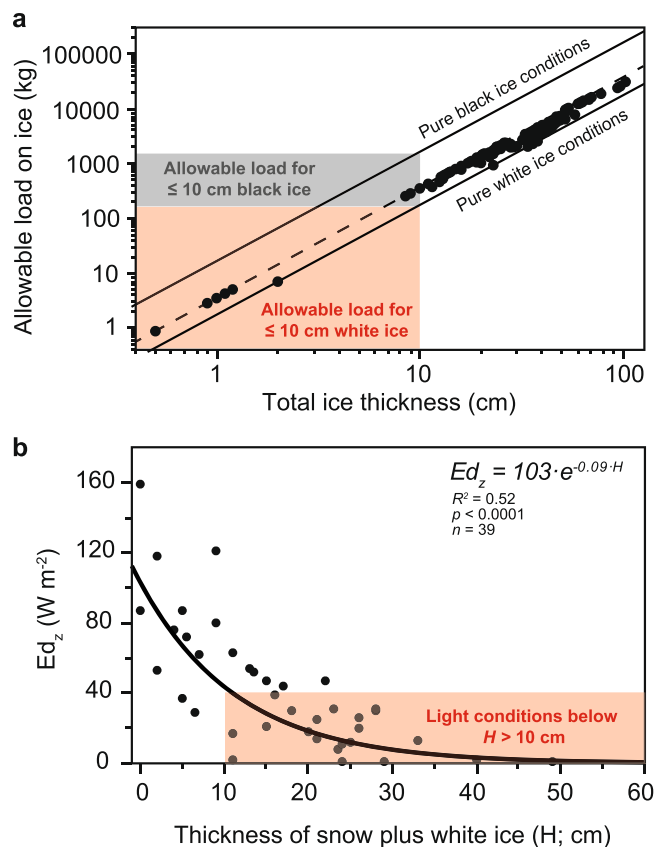 a
Allowable load on ice (kg)
100000
10000
1000
100
10
1
Pure black ice conditions
Pure white ice conditions
Allowable load for
≤ 10 cm black ice
Allowable load for
≤ 10 cm white ice
1
10
100
Total ice thickness (cm)
b
Ed_z (W m⁻²)
160
120
80
40
0
Ed_z = 103·e^-0.09·H
R² = 0.52
p < 0.0001
n = 39
Light conditions below
H > 10 cm
0
10
20
30
40
50
60
Thickness of snow plus white ice (H; cm)